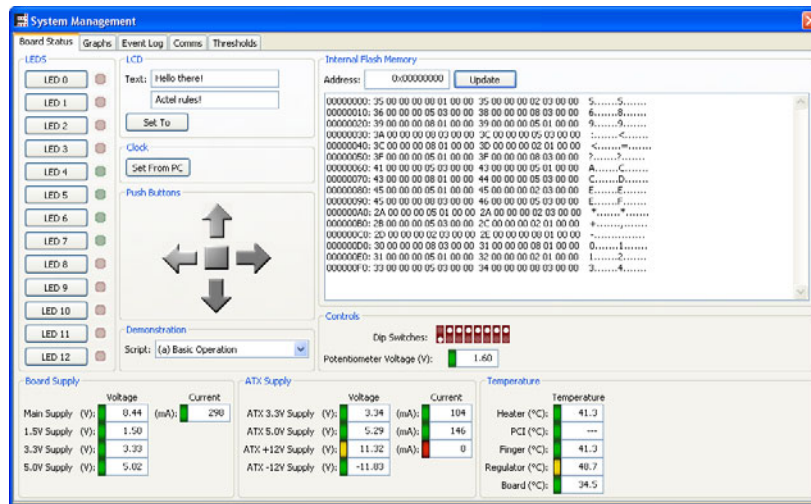 System Management
Board Status Graphs Event Log Comms Thresholds
LEDS
LED 0
LED 1
LED 2
LED 3
LED 4
LED 5
LED 6
LED 7
LED 8
LED 9
LED 10
LED 11
LED 12
LCD
Text: Hello there!
Actel rules!
Set To
Clock
Set From PC
Push Buttons
Demonstration
Script: (a) Basic Operation
Internal Flash Memory
Address: 0x00000000 Update
00000000: 35 00 00 00 08 01 00 00 35 00 00 00 02 03 00 00 5.......5.......
00000010: 36 00 00 00 05 03 00 00 38 00 00 00 08 03 00 00 6.......8.......
00000020: 39 00 00 00 08 01 00 00 39 00 00 00 05 01 00 00 9.......9.......
00000030: 3A 00 00 00 08 03 00 00 3C 00 00 00 05 03 00 00 :.......<.......
00000040: 3C 00 00 00 08 01 00 00 3D 00 00 00 02 01 00 00 <.......=.......
00000050: 3F 00 00 00 05 01 00 00 3F 00 00 00 08 03 00 00 ?.......?.......
00000060: 41 00 00 00 05 03 00 00 43 00 00 00 05 01 00 00 A.......C.......
00000070: 43 00 00 00 08 01 00 00 44 00 00 00 05 03 00 00 C.......D.......
00000080: 45 00 00 00 05 01 00 00 45 00 00 00 02 03 00 00 E.......E.......
00000090: 45 00 00 00 08 03 00 00 46 00 00 00 05 03 00 00 E.......F.......
000000A0: 2A 00 00 00 05 01 00 00 2A 00 00 00 02 03 00 00 *.......*.......
000000B0: 2B 00 00 00 05 03 00 00 2C 00 00 00 02 01 00 00 +.......,.......
000000C0: 2D 00 00 00 02 03 00 00 2E 00 00 00 08 01 00 00 -...............
000000D0: 30 00 00 00 08 03 00 00 31 00 00 00 08 01 00 00 0.......1.......
000000E0: 31 00 00 00 05 01 00 00 32 00 00 00 02 01 00 00 1.......2.......
000000F0: 33 00 00 00 05 03 00 00 34 00 00 00 08 03 00 00 3.......4.......
Controls
Dip Switches:
Potentiometer Voltage (V): 1.60
Board Supply
Voltage Current
Main Supply (V): 8.44 (mA): 298
1.5V Supply (V): 1.50
3.3V Supply (V): 3.33
5.0V Supply (V): 5.02
ATX Supply
Voltage Current
ATX 3.3V Supply (V): 3.34 (mA): 104
ATX 5.0V Supply (V): 5.29 (mA): 146
ATX +12V Supply (V): 11.32 (mA): 0
ATX -12V Supply (V): -11.83
Temperature
Temperature
Heater (°C): 41.3
PCI (°C): ---
Finger (°C): 41.3
Regulator (°C): 48.7
Board (°C): 34.5